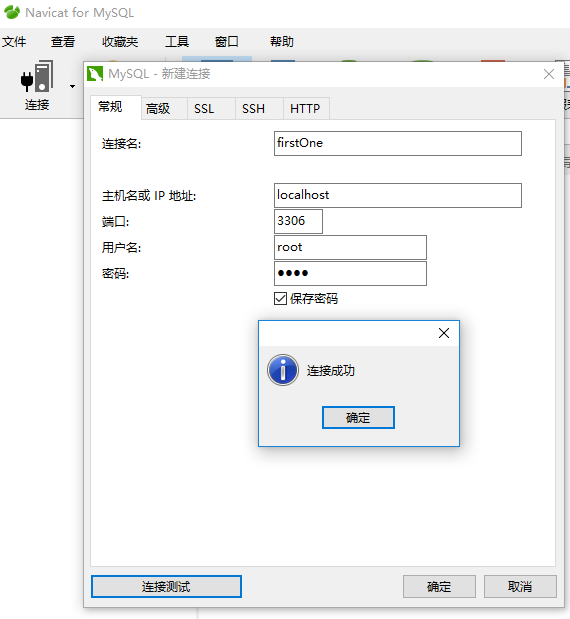 Navicat for MySQL
文件 查看 收藏夹 工具 窗口 帮助
连接
MySQL - 新建连接
常规 高级 SSL SSH HTTP
连接名: firstOne
主机名或 IP 地址: localhost
端口: 3306
用户名: root
密码: ●●●●
保存密码
连接成功
确定
连接测试 确定 取消